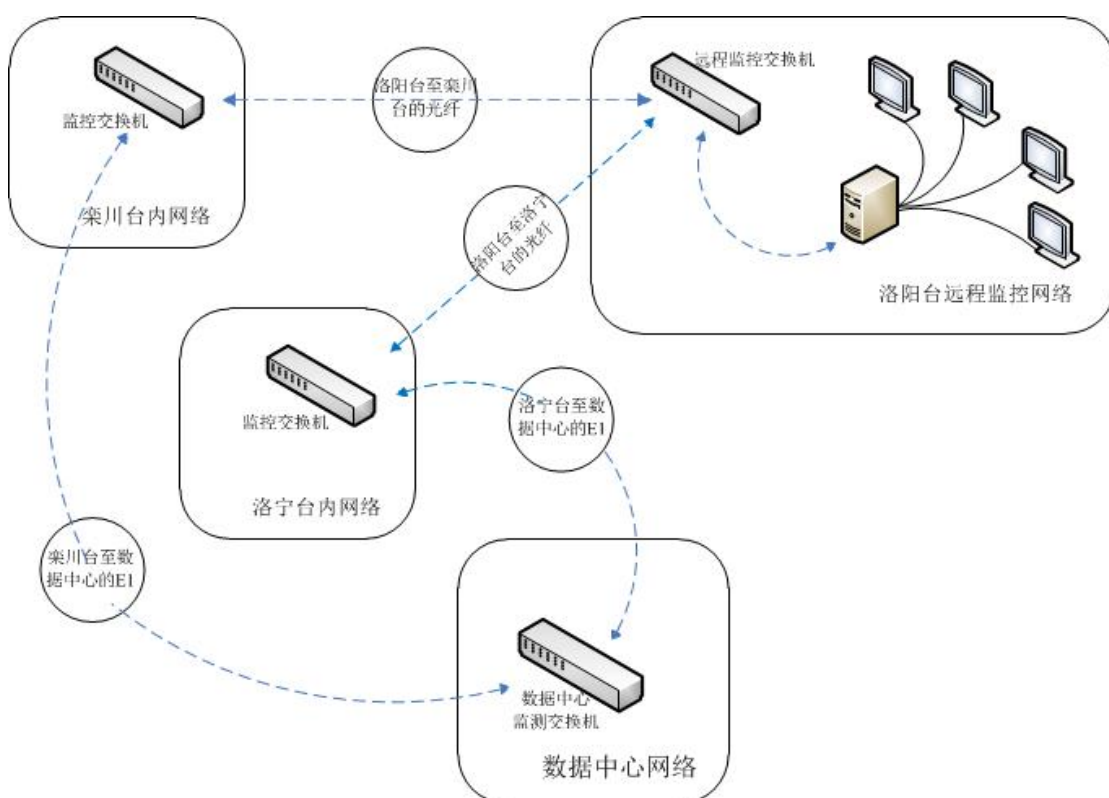 远程监控交换机
洛阳台至栾川
台的光纤
监控交换机
栾川台内网络
洛阳台至洛宁
台的光纤
洛阳台远程监控网络
监控交换机
洛宁台至数
据中心的E1
洛宁台内网络
栾川台至数
据中心的E1
数据中心
监测交换机
数据中心网络